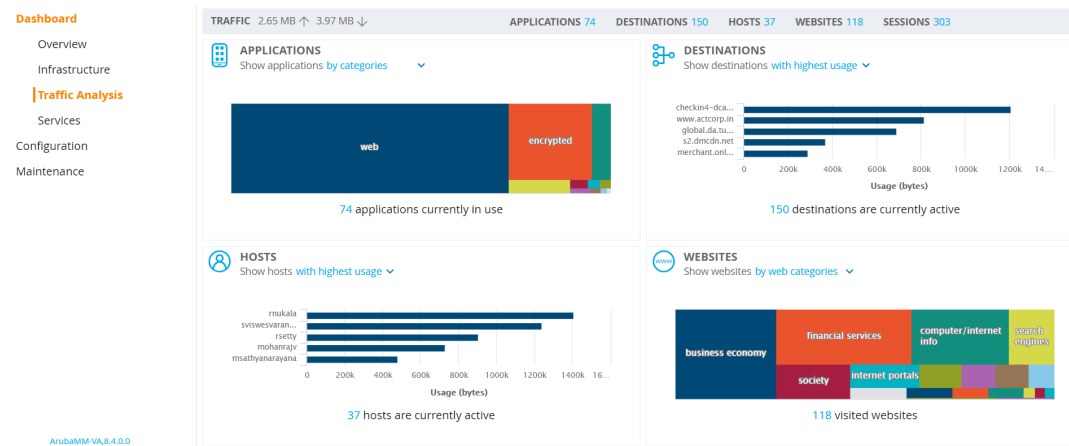 Dashboard
Overview
Infrastructure
Traffic Analysis
Services
Configuration
Maintenance
ArubaMM-VA,8.4.0.0
TRAFFIC 2.65 MB ↑ 3.97 MB ↓ APPLICATIONS 74 DESTINATIONS 150 HOSTS 37 WEBSITES 118 SESSIONS 303
APPLICATIONS
Show applications by categories
web
encrypted
74 applications currently in use
DESTINATIONS
Show destinations with highest usage
checkin4-dca...
www.actcorp.in
global.da.tu...
s2.dmcdn.net
merchant.onl...
0 200k 400k 600k 800k 1000k 1200k 14...
Usage (bytes)
150 destinations are currently active
HOSTS
Show hosts with highest usage
rnukala
sviswesvaran...
rsetty
mohanrajv
msathyanarayana
0 200k 400k 600k 800k 1000k 1200k 1400k 16...
Usage (bytes)
37 hosts are currently active
www
WEBSITES
Show websites by web categories
business economy
financial services
computer/internet
info
search
engines
society
internet portals
118 visited websites